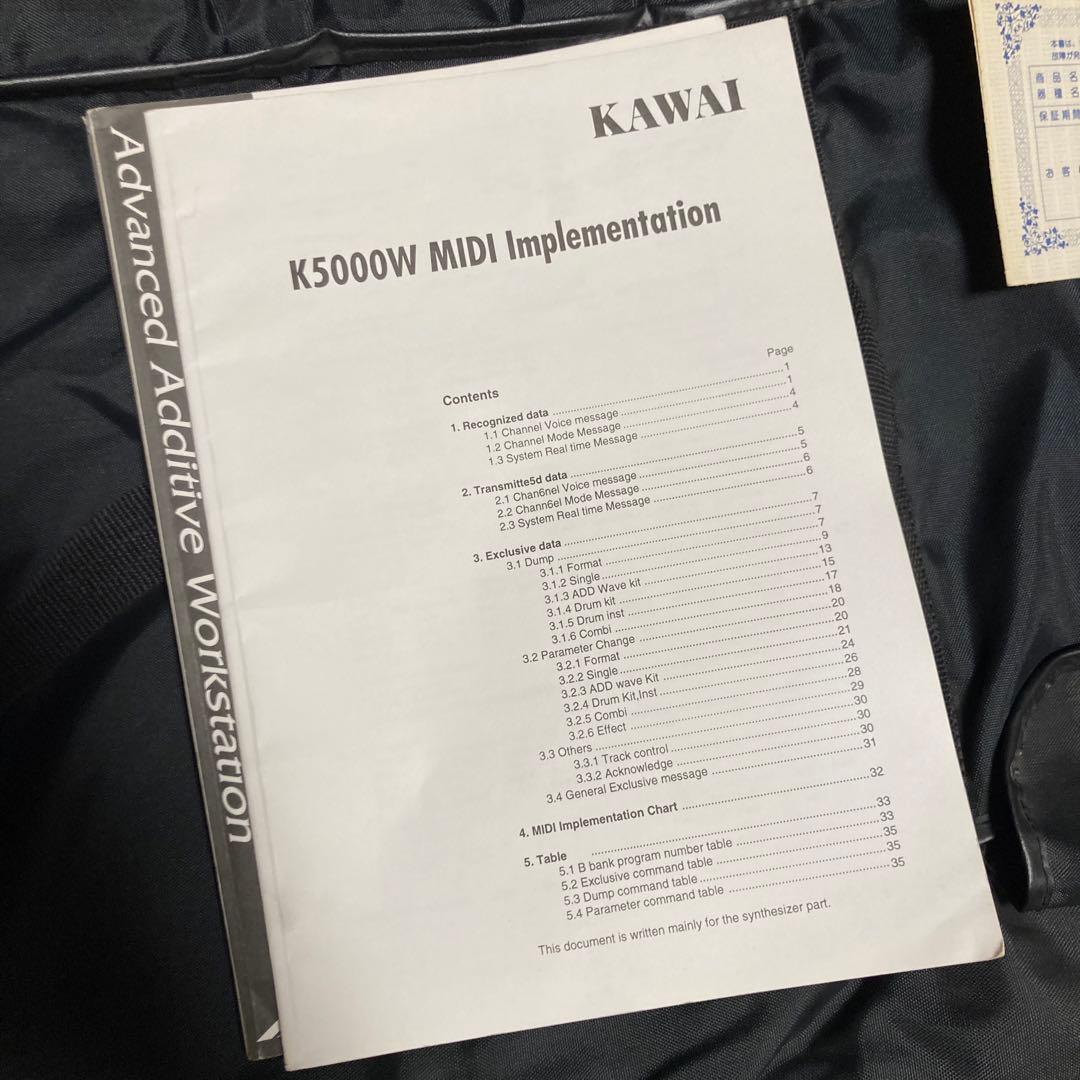 KAWAI
K5000W MIDI Implementation
Page
Contents
1. Recognized data ........ 1
1.1 Channel Voice message ........ 1
1.2 Channel Mode Message ........ 4
1.3 System Real time Message ........ 4
2. Transmitte5d data ........ 5
2.1 Chan6nel Voice message ........ 5
2.2 Chann6el Mode Message ........ 6
2.3 System Real time Message ........ 6
3. Exclusive data ........ 7
3.1 Dump ........ 7
3.1.1 Format ........ 7
3.1.2 Single ........ 9
3.1.3 ADD Wave kit ........ 13
3.1.4 Drum kit ........ 15
3.1.5 Drum inst ........ 17
3.1.6 Combi ........ 18
3.2 Parameter Change ........ 20
3.2.1 Format ........ 20
3.2.2 Single ........ 21
3.2.3 ADD wave Kit ........ 24
3.2.4 Drum Kit,Inst ........ 26
3.2.5 Combi ........ 28
3.2.6 Effect ........ 29
3.3 Others ........ 30
3.3.1 Track control ........ 30
3.3.2 Acknowledge ........ 30
3.4 General Exclusive message ........ 31
4. MIDI Implementation Chart ........ 32
5. Table ........ 33
5.1 B bank program number table ........ 33
5.2 Exclusive command table ........ 35
5.3 Dump command table ........ 35
5.4 Parameter command table ........ 35
This document is written mainly for the synthesizer part.
Advanced Additive Workstation
本書は、
故障が発
商品名
器種名
保証期間
お客